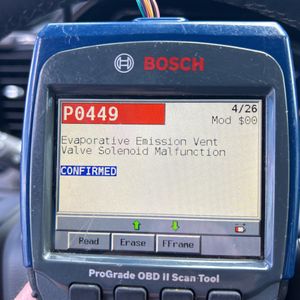 BOSCH
P0449
4/26
Mod $00
Evaporative Emission Vent
Valve Solenoid Malfunction
CONFIRMED
Read
Erase
FFrame
ProGrade OBD II Scan Tool